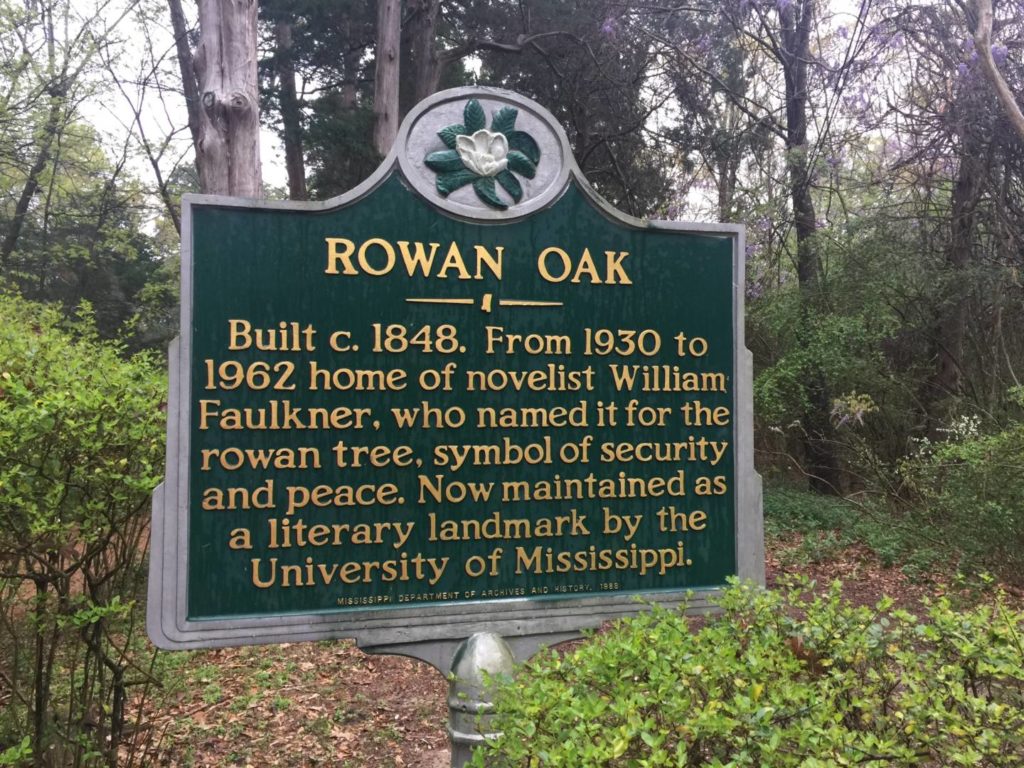 ROWAN OAK
Built c. 1848. From 1930 to
1962 home of novelist William
Faulkner, who named it for the
rowan tree, symbol of security
and peace. Now maintained as
a literary landmark by the
University of Mississippi.
MISSISSIPPI DEPARTMENT OF ARCHIVES AND HISTORY,